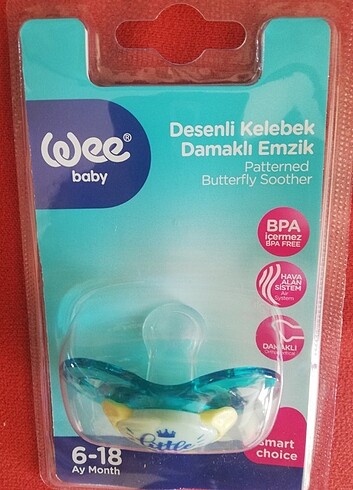 Wee®
baby
Desenli Kelebek
Damaklı Emzik
Patterned
Butterfly Soother
BPA
içermez
BPA FREE
HAVA
ALAN
SİSTEM
Air
System
DAMAKLI
Little
6-18
Ay Month
smart
choice